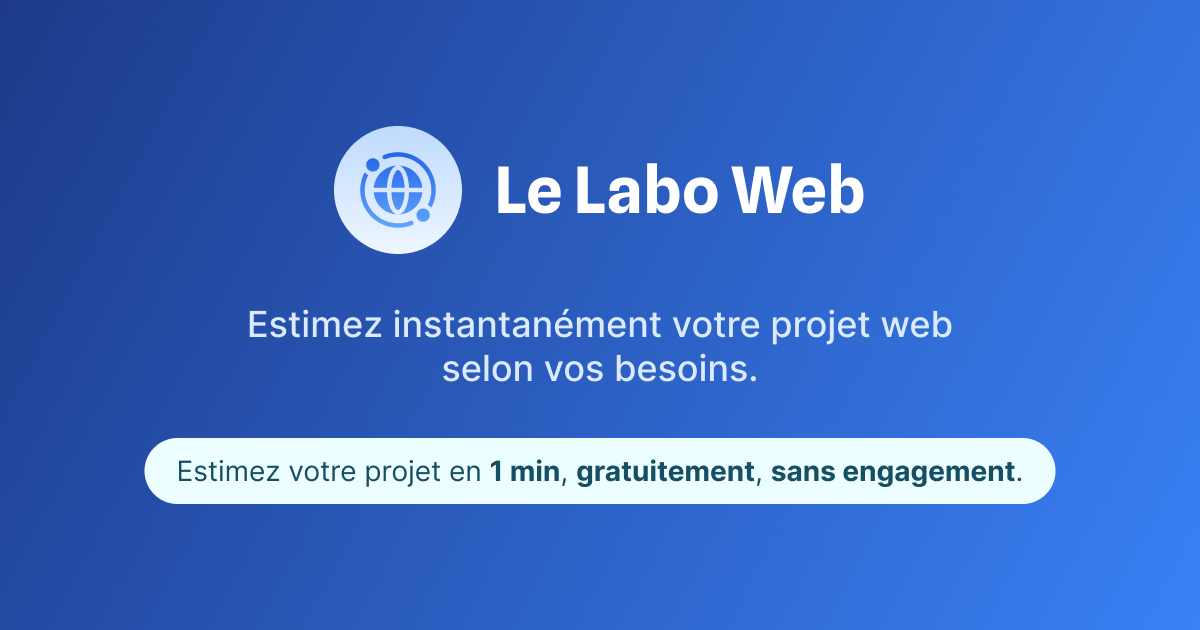 Le Labo Web
Estimez instantanément votre projet web
selon vos besoins.
Estimez votre projet en 1 min, gratuitement, sans engagement.